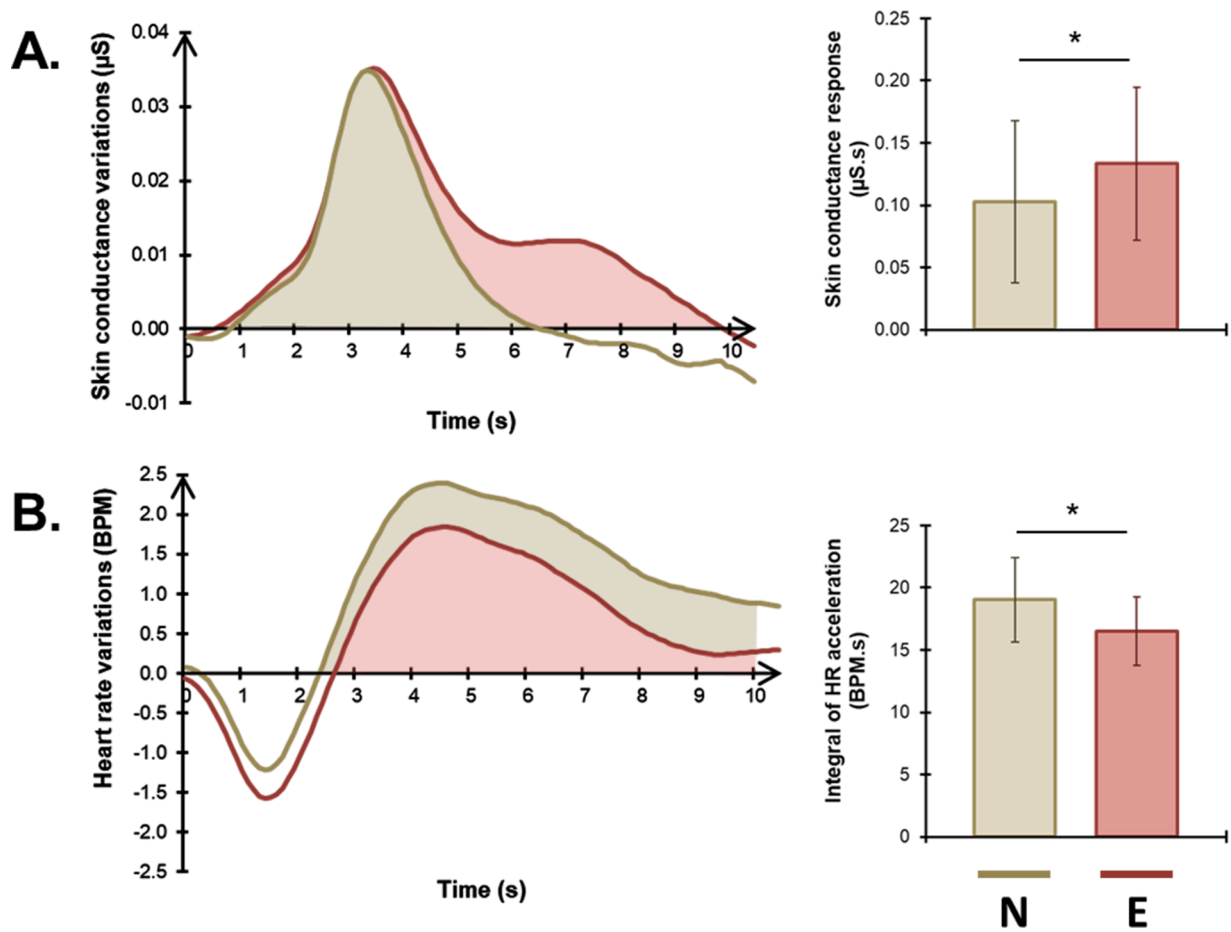 A.
Skin conductance variations (µS)
0.04
0.03
0.02
0.01
0.00
-0.01
0 1 2 3 4 5 6 7 8 9 10
Time (s)
Skin conductance response
(µS.s)
0.25
0.20
0.15
0.10
0.05
0.00
*
B.
Heart rate variations (BPM)
2.5
2.0
1.5
1.0
0.5
0.0
-0.5
-1.0
-1.5
-2.0
-2.5
0 1 2 3 4 5 6 7 8 9 10
Time (s)
Integral of HR acceleration
(BPM.s)
25
20
15
10
5
0
*
N E